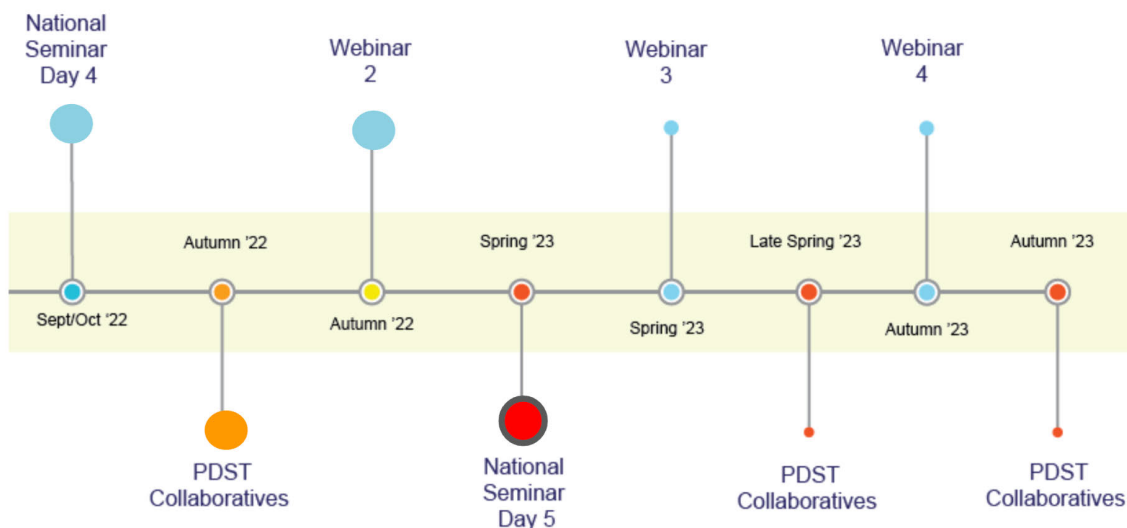 National
Seminar
Day 4
Webinar
2
Webinar
3
Webinar
4
Autumn '22
Spring '23
Late Spring '23
Autumn '23
Sept/Oct '22
Autumn '22
Spring '23
Autumn '23
PDST
Collaboratives
National
Seminar
Day 5
PDST
Collaboratives
PDST
Collaboratives